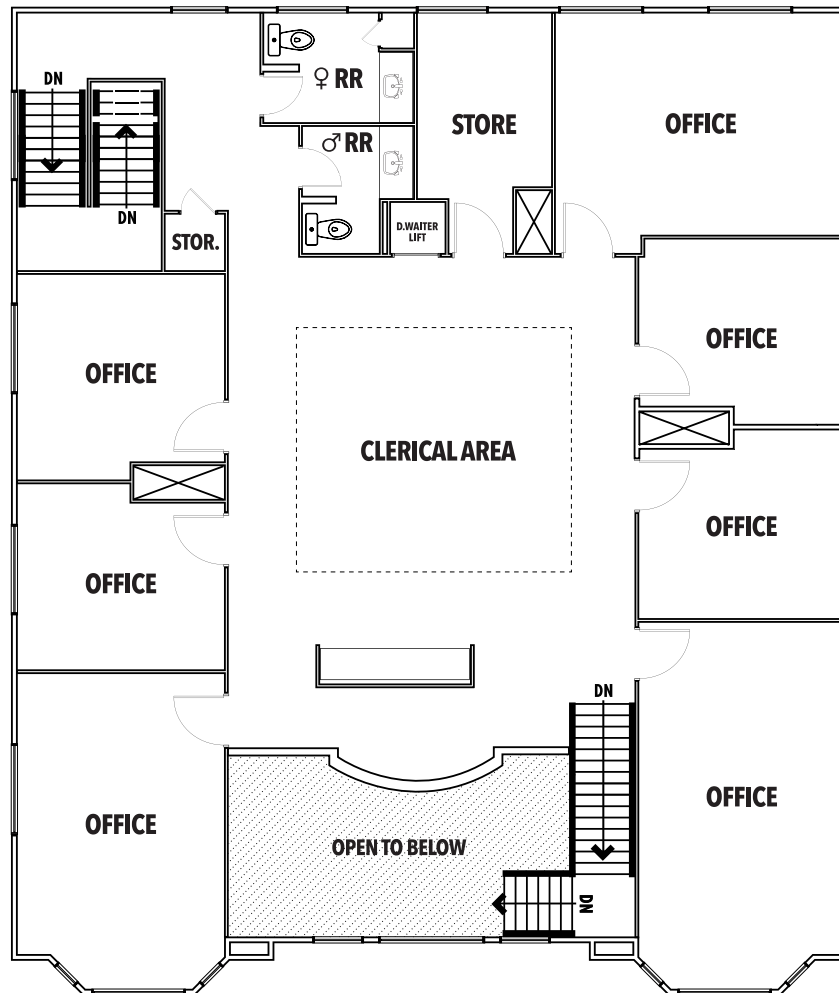 ♀ RR
DN
♂ RR
STORE
OFFICE
DN
STOR.
D.WAITER
LIFT
OFFICE
OFFICE
CLERICAL AREA
OFFICE
OFFICE
DN
OFFICE
OFFICE
OPEN TO BELOW
DN